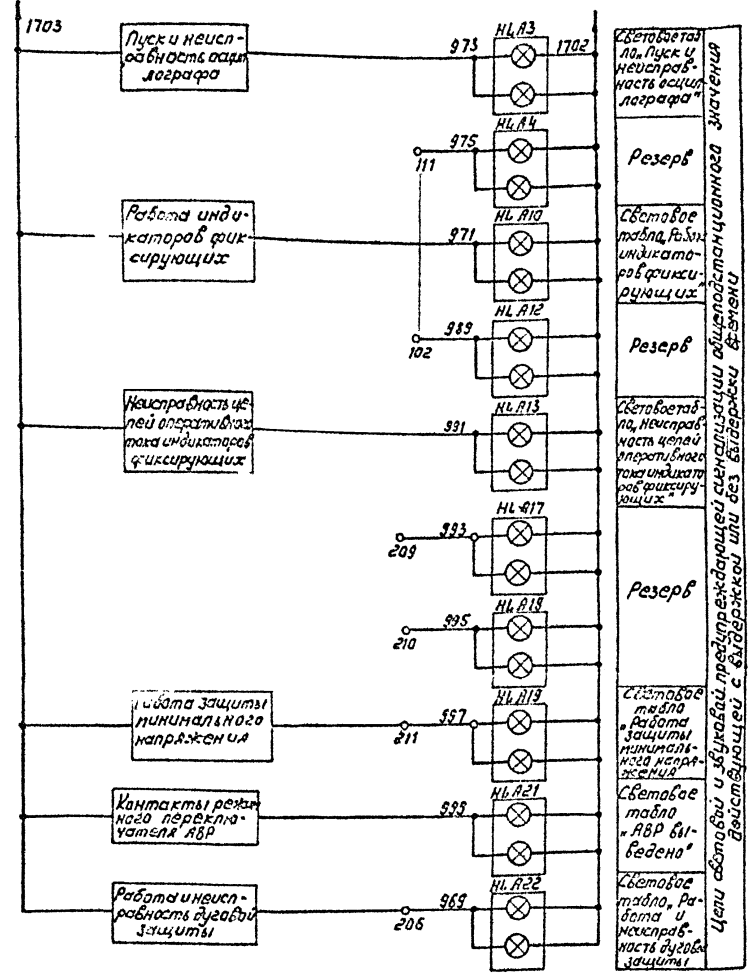 1703
Пуск и неисп-
равность осцил
лографа
973
HLA3
1702
Световое таб-
ло „Пуск и
неисправ-
ность осцил
лографа"
111
975
HLA4
Резерв
Работа инди-
каторов фик-
сирующих
971
HLA10
Световое
табло „Работ
индикато-
ров фикси-
рующих"
102
989
HLA12
Резерв
Неисправность це-
пей оперативного
тока индикаторов
фиксирующих
991
HLA13
Световое таб-
ло „Неисправ-
ность цепей
оперативного
тока индикато
ров фиксирую-
щих"
209
993
HLA17
Резерв
210
995
HLA18
Работа защиты
минимального
напряжения
211
997
HLA19
Световое
табло
„Работа
защиты
минималь-
ного напря-
жения"
Контакты режим
ного переклю-
чателя АВР
HLA21
Световое
табло
„АВР вы-
ведено"
Работа и неисп-
равность дуговой
защиты
206
969
HLA22
Световое
табло „Ра-
бота и
неисправ-
ность дугово
защиты
Цепи световой и звуковой предупреждающей сигнализации общеподстанционного значения
действующей с выдержкой или без выдержки времени